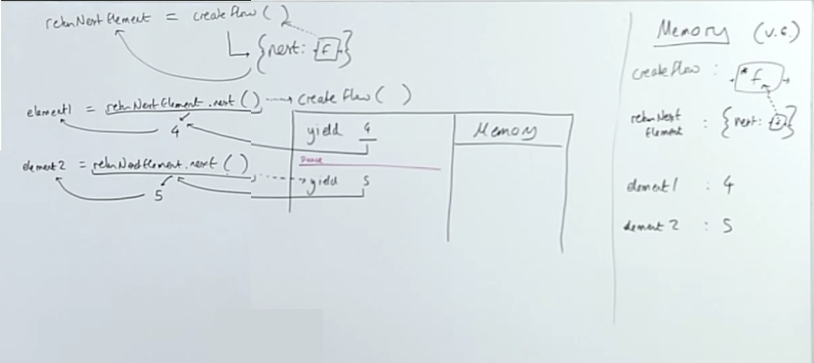 returnNextElement = createFlow ( )
{next: f }
element1 = returnNextElement.next ( ) createFlow ( )
4
yield 4
Pause
element2 = returnNextElement.next ( )
5
yield 5
Memory
Memory (V.E.)
createFlow : *f
returnNext
Element : {next: f }
element1 : 4
element2 : 5